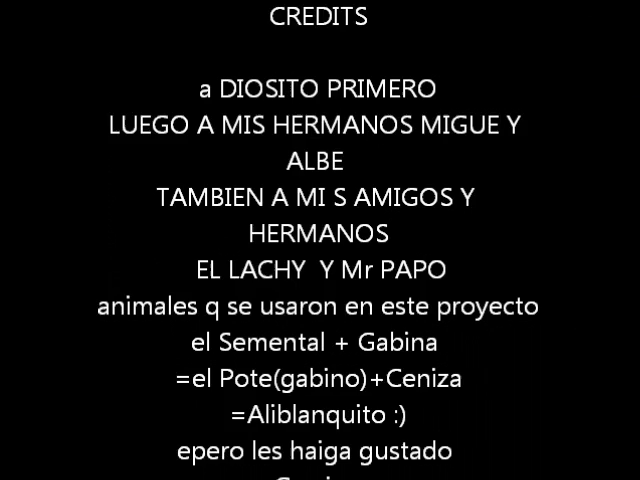 CREDITS
a DIOSITO PRIMERO
LUEGO A MIS HERMANOS MIGUE Y
ALBE
TAMBIEN A MI S AMIGOS Y
HERMANOS
EL LACHY  Y Mr PAPO
animales q se usaron en este proyecto
el Semental + Gabina
=el Pote(gabino)+Ceniza
=Aliblanquito :)
epero les haiga gustado